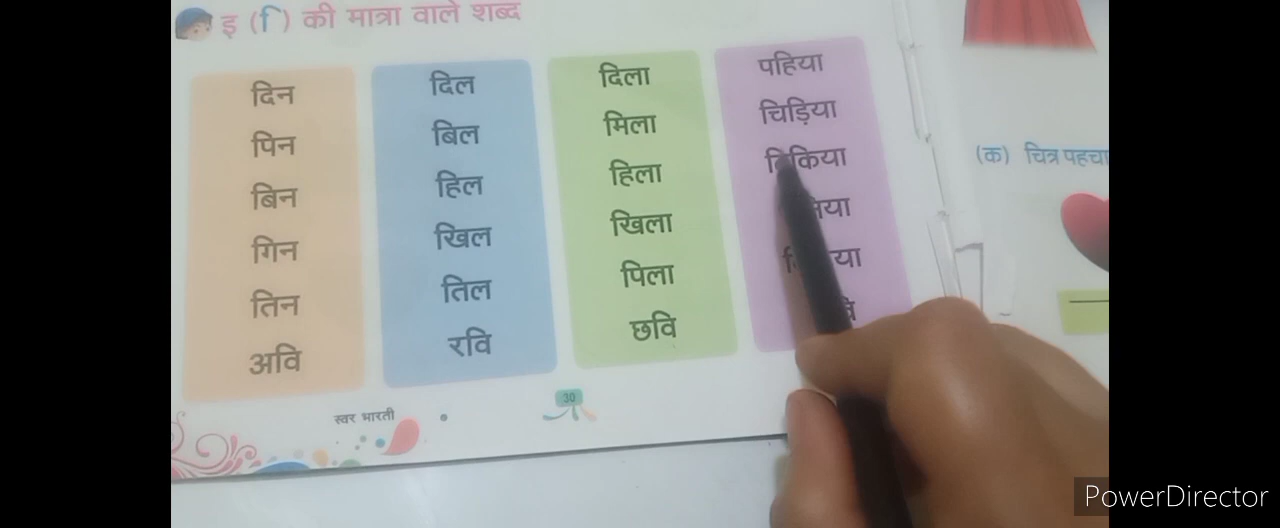 इ (ि) की मात्रा वाले शब्द
दिन
पिन
बिन
गिन
तिन
अवि
दिल
बिल
हिल
खिल
तिल
रवि
दिला
मिला
हिला
खिला
पिला
छवि
पहिया
चिड़िया
स्वर भारती
30
(क) चित्र पहचा
PowerDirector